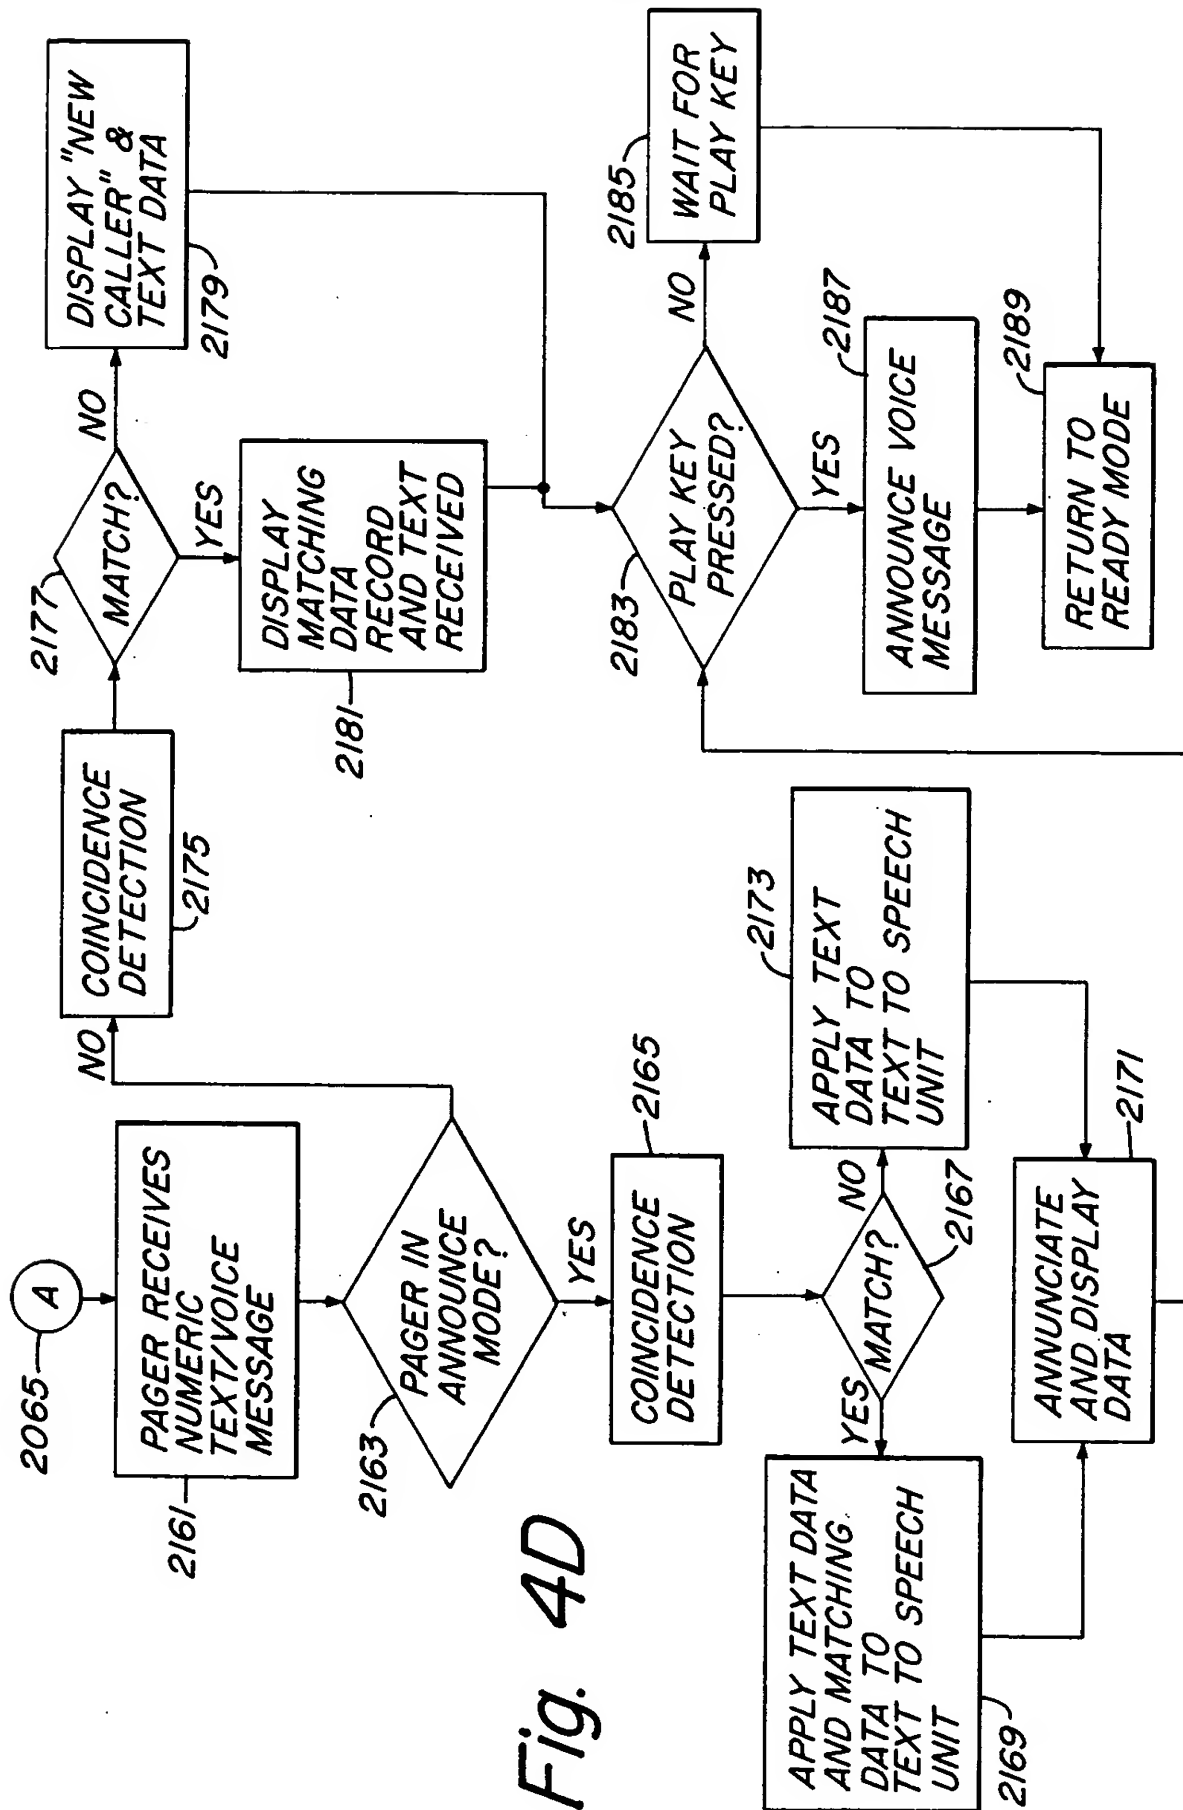 2065
A
2161
PAGER RECEIVES
NUMERIC
TEXT/VOICE
MESSAGE
2163
PAGER IN
ANNOUNCE
MODE?
NO
YES
COINCIDENCE
DETECTION
2165
MATCH?
2167
YES
NO
APPLY TEXT DATA
AND MATCHING
DATA TO
TEXT TO SPEECH
UNIT
2169
APPLY TEXT
DATA TO
TEXT TO SPEECH
UNIT
2173
ANNUNCIATE
AND DISPLAY
DATA
2171
COINCIDENCE
DETECTION
2175
2177
MATCH?
NO
YES
DISPLAY "NEW
CALLER" &
TEXT DATA
2179
DISPLAY
MATCHING
DATA
RECORD
AND TEXT
RECEIVED
2181
2183
PLAY KEY
PRESSED?
NO
YES
2185
WAIT FOR
PLAY KEY
2187
ANNOUNCE VOICE
MESSAGE
2189
RETURN TO
READY MODE
Fig. 4D